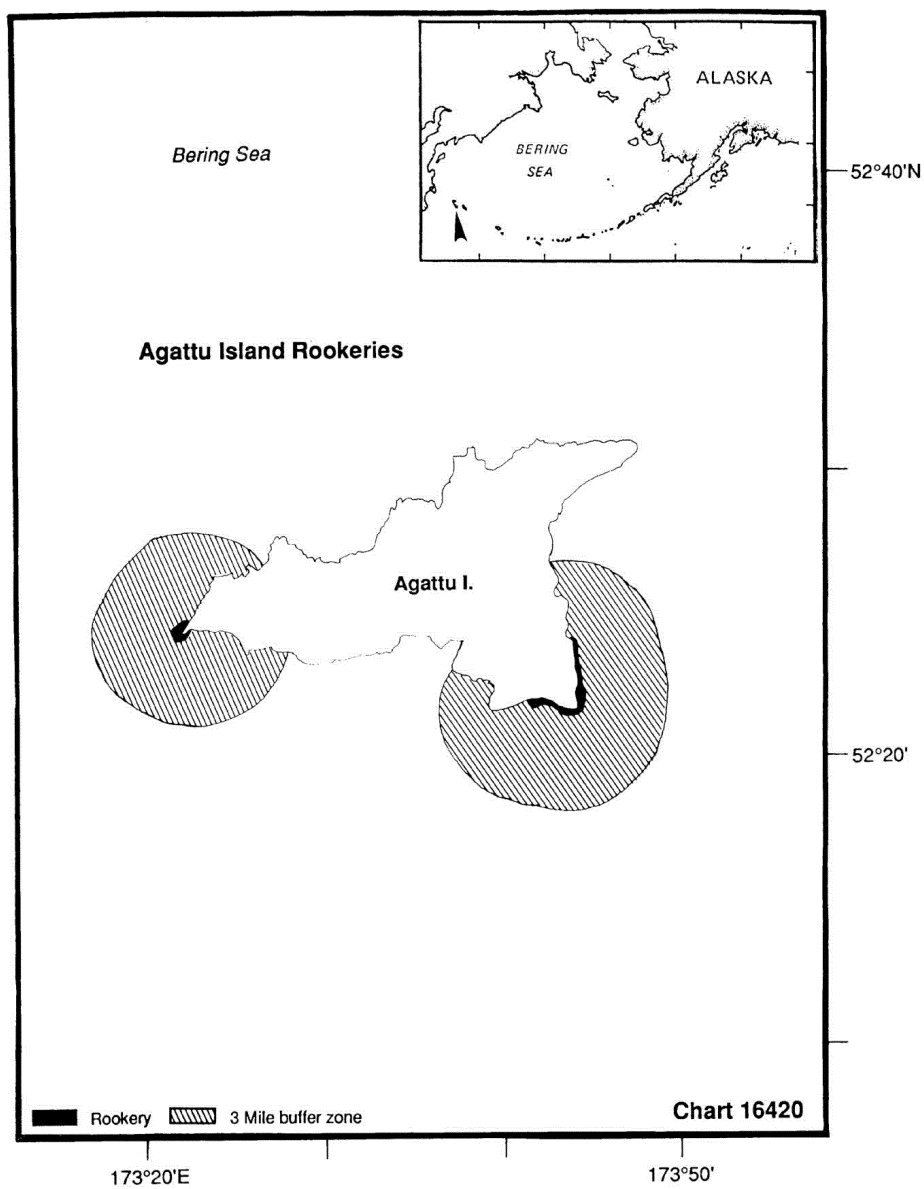 ALASKA
BERING
SEA
Bering Sea
52°40'N
Agattu Island Rookeries
Agattu I.
52°20'
Rookery
3 Mile buffer zone
Chart 16420
173°20'E
173°50'